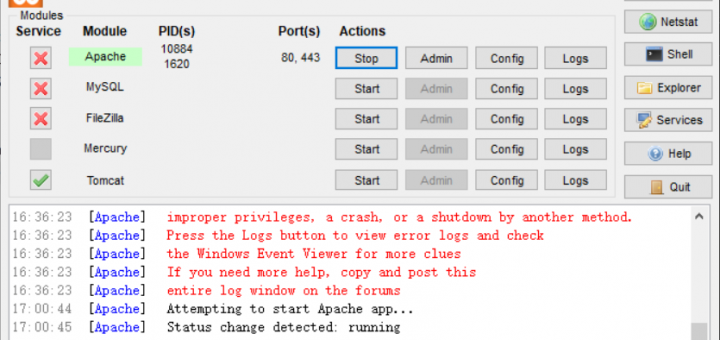 Modules
Service Module PID(s) Port(s) Actions
Apache 10884 1620 80, 443 Stop Admin Config Logs
MySQL Start Admin Config Logs
FileZilla Start Admin Config Logs
Mercury Start Admin Config Logs
Tomcat Start Admin Config Logs
Netstat
Shell
Explorer
Services
Help
Quit
16:36:23 [Apache] improper privileges, a crash, or a shutdown by another method.
16:36:23 [Apache] Press the Logs button to view error logs and check
16:36:23 [Apache] the Windows Event Viewer for more clues
16:36:23 [Apache] If you need more help, copy and post this
16:36:23 [Apache] entire log window on the forums
17:00:44 [Apache] Attempting to start Apache app...
17:00:45 [Apache] Status change detected: running